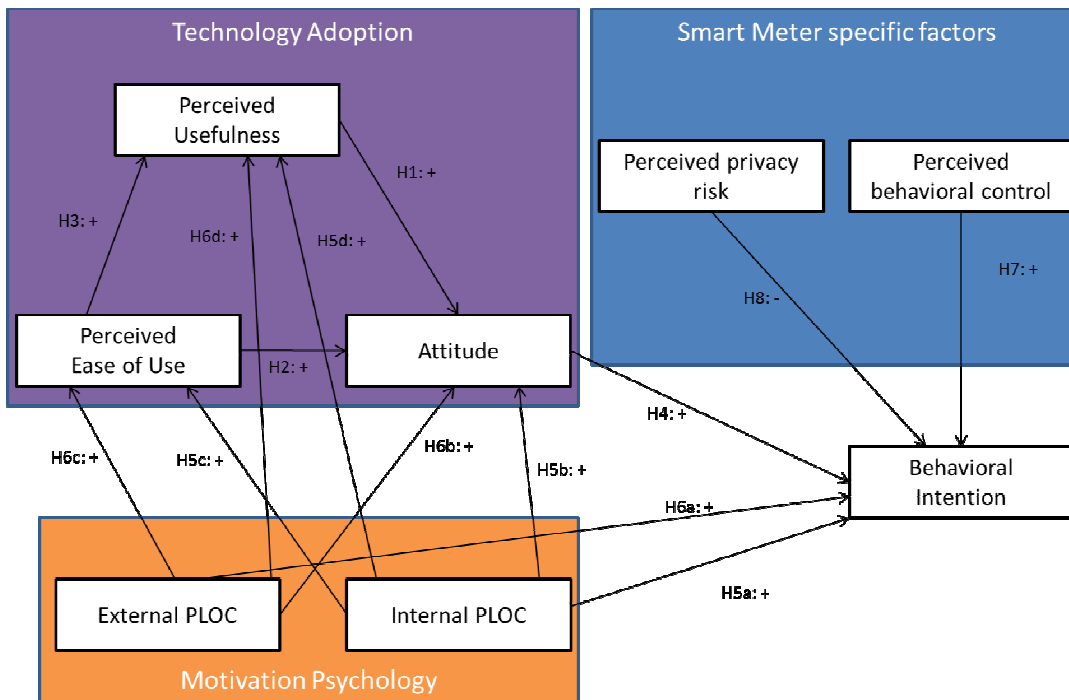 Technology Adoption
Smart Meter specific factors
Perceived
Usefulness
Perceived privacy
risk
Perceived
behavioral control
H1: +
H3: +
H6d: +
H5d: +
H7: +
H8: -
Perceived
Ease of Use
H2: +
Attitude
H4: +
H6c: +
H5c: +
H6b: +
H5b: +
Behavioral
Intention
H6a: +
H5a: +
External PLOC
Internal PLOC
Motivation Psychology